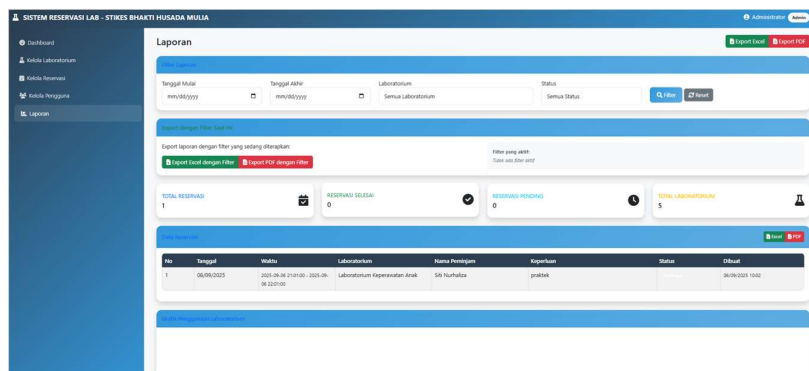 SISTEM RESERVASI LAB - STIKES BHAKTI HUSADA MULIA
Administrator Admin
Dashboard
Kelola Laboratorium
Kelola Reservasi
Kelola Pengguna
Laporan
Laporan
Export Excel Export PDF
Filter Laporan
Tanggal Mulai Tanggal Akhir Laboratorium Status
mm/dd/yyyy mm/dd/yyyy Semua Laboratorium Semua Status Filter Reset
Export dengan Filter Saat Ini
Export laporan dengan filter yang sedang diterapkan:
Export Excel dengan Filter Export PDF dengan Filter
Filter yang aktif:
Tidak ada filter aktif
TOTAL RESERVASI
1
RESERVASI SELESAI
0
RESERVASI PENDING
0
TOTAL LABORATORIUM
5
Data Reservasi
Excel PDF
No Tanggal Waktu Laboratorium Nama Peminjam Keperluan Status Dibuat
1 08/09/2025 2025-09-08 21:01:00 - 2025-09-08 22:01:00 Laboratorium Keperawatan Anak Siti Nurhaliza praktek 08/09/2025 10:02
Grafik Penggunaan Laboratorium